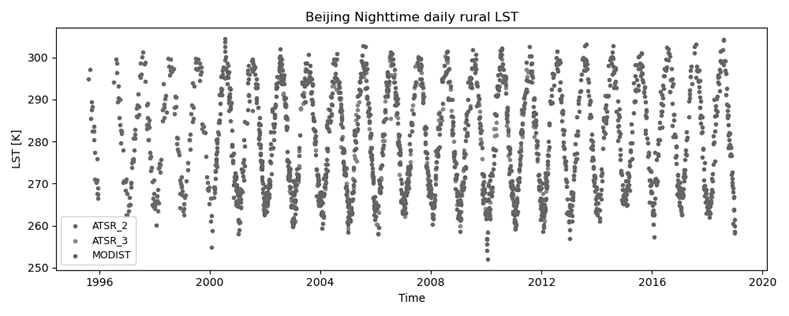 Beijing Nighttime daily rural LST
LST [K]
300
290
280
270
260
250
ATSR_2
ATSR_3
MODIST
1996
2000
2004
2008
2012
2016
2020
Time